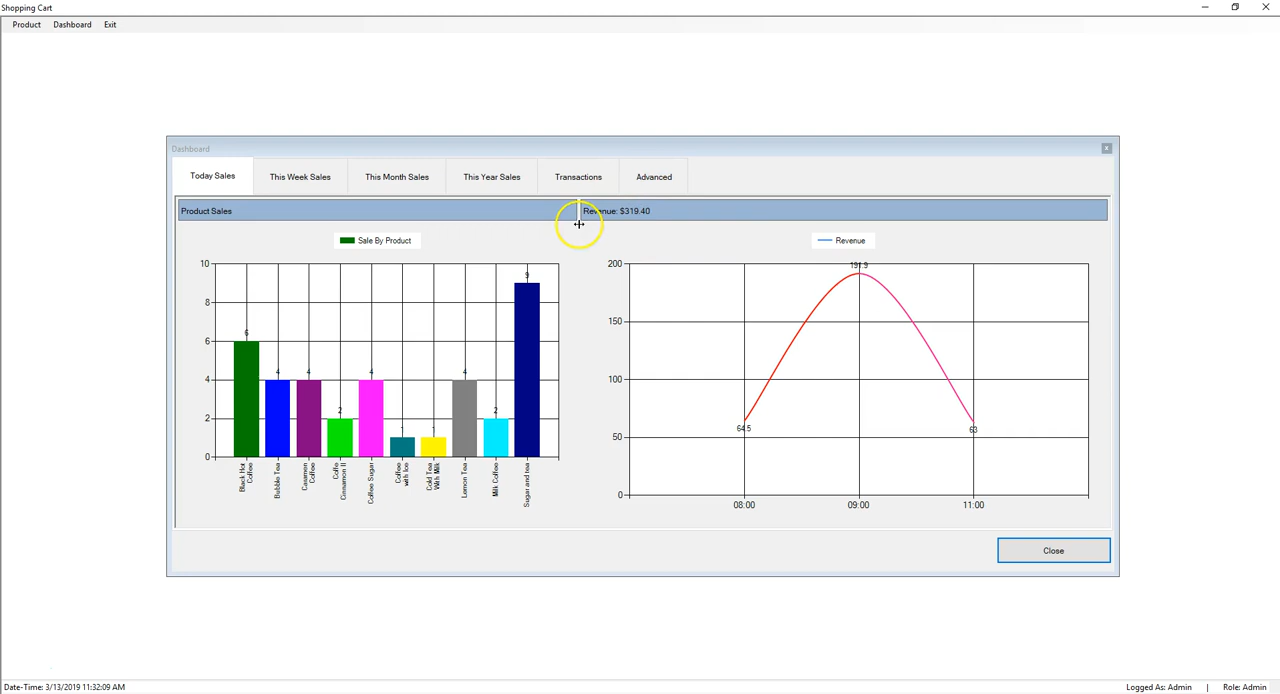 Shopping Cart
Product Dashboard Exit
Dashboard x
Today Sales This Week Sales This Month Sales This Year Sales Transactions Advanced
Product Sales
Revenue: $319.40
Sale By Product
10
8
6
4
2
0
6
4
4
2
4
1
1
4
2
9
Black Hot
Coffee
Bubble Tea
Caraman
Coffee
Coffe
Cinnamon II
Coffee Sugar
Coffee
with Ice
Cold Tea
With Milk
Lemon Tea
Milk Coffee
Sugar and tea
Revenue
200
150
100
50
0
64.5
191.9
63
08:00 09:00 11:00
Close
Date-Time: 3/13/2019 11:32:09 AM
Logged As: Admin | Role: Admin